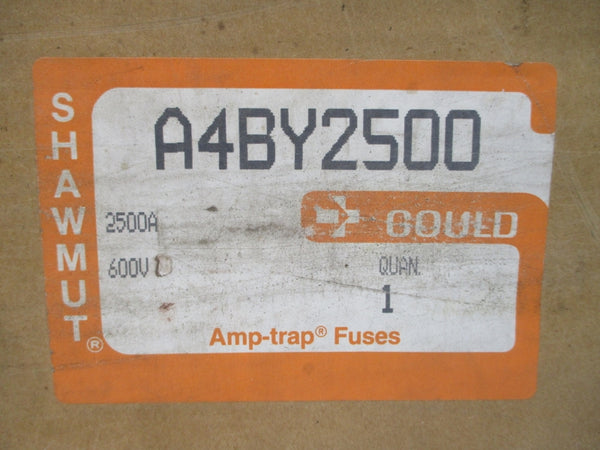 SHAWMUT®
A4BY2500
2500A
GOULD
600V
QUAN.
1
Amp-trap® Fuses